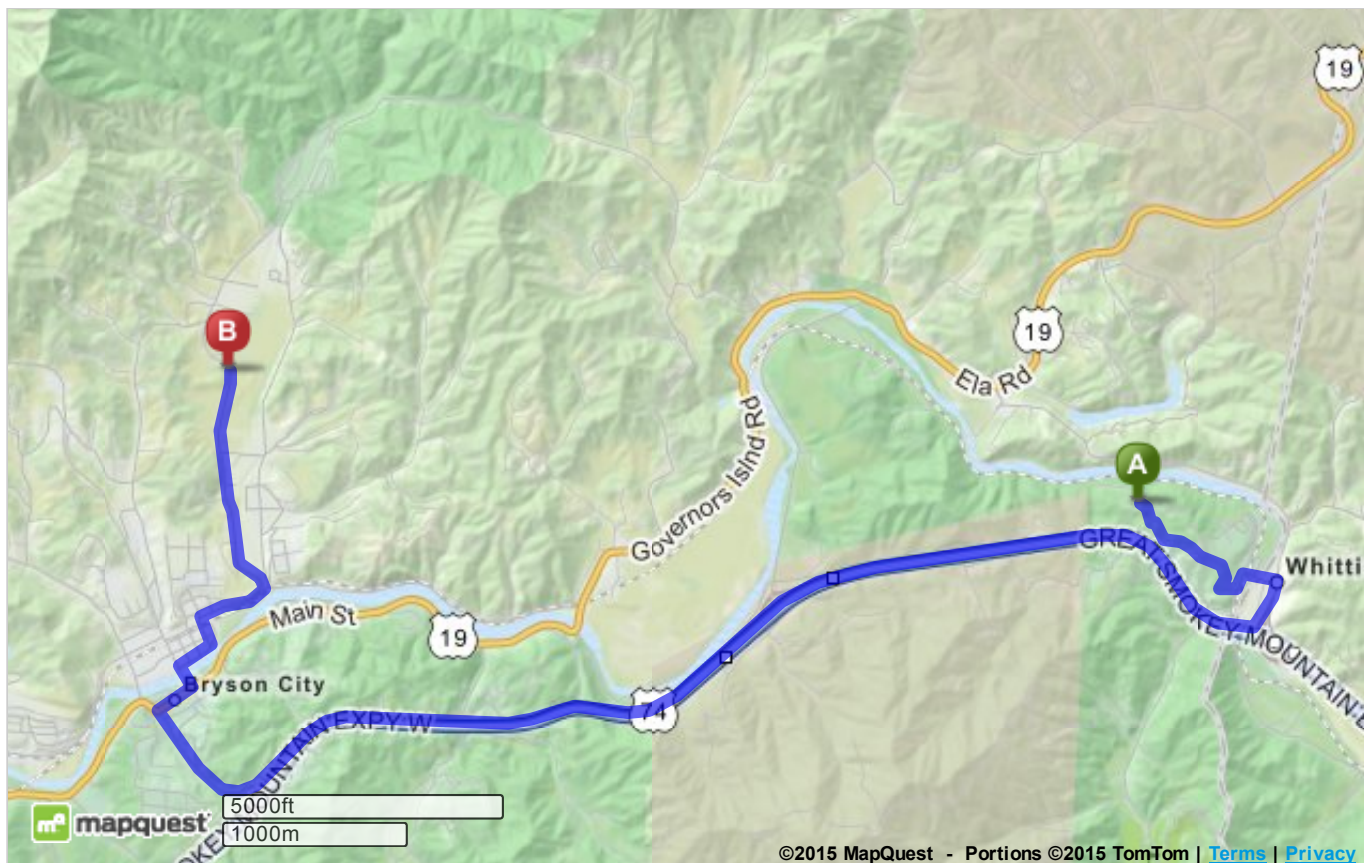 19
B
19
Ela Rd
Governors Islnd Rd
A
GREAT SMOKEY MOUNTAIN
Whitti
Main St
19
Bryson City
74
MOUNTAIN EXPY W
5000ft
1000m
mapquest
©2015 MapQuest - Portions ©2015 TomTom | Terms | Privacy